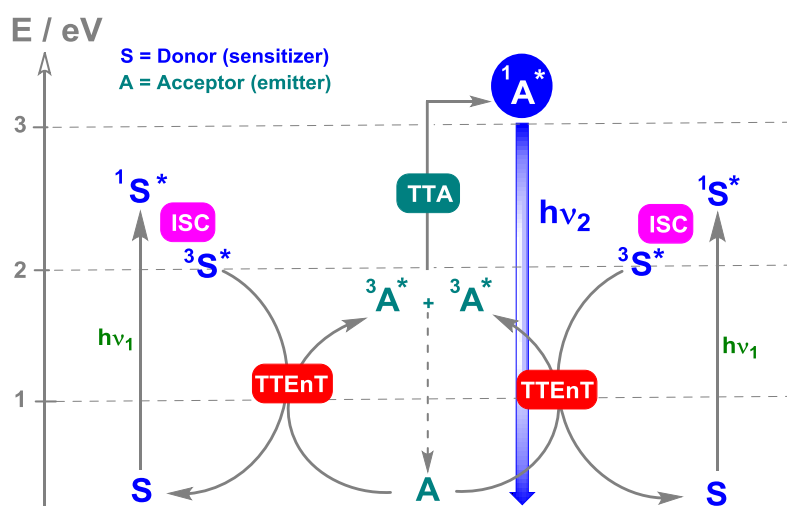 E / eV
S = Donor (sensitizer)
A = Acceptor (emitter)
¹A*
3
¹S*
ISC
TTA
hν₂
ISC
¹S*
2
³S*
³A* + ³A*
³S*
hν₁
hν₁
1
TTEnT
TTEnT
S
A
S